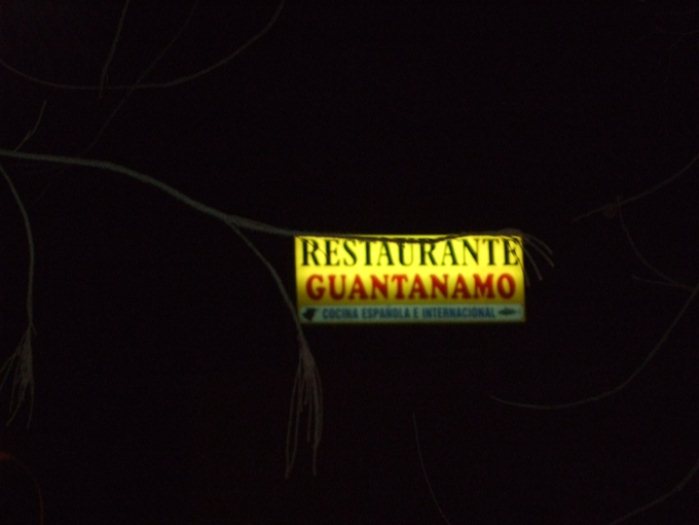 RESTAURANTE
GUANTANAMO
COCINA ESPAÑOLA E INTERNACIONAL